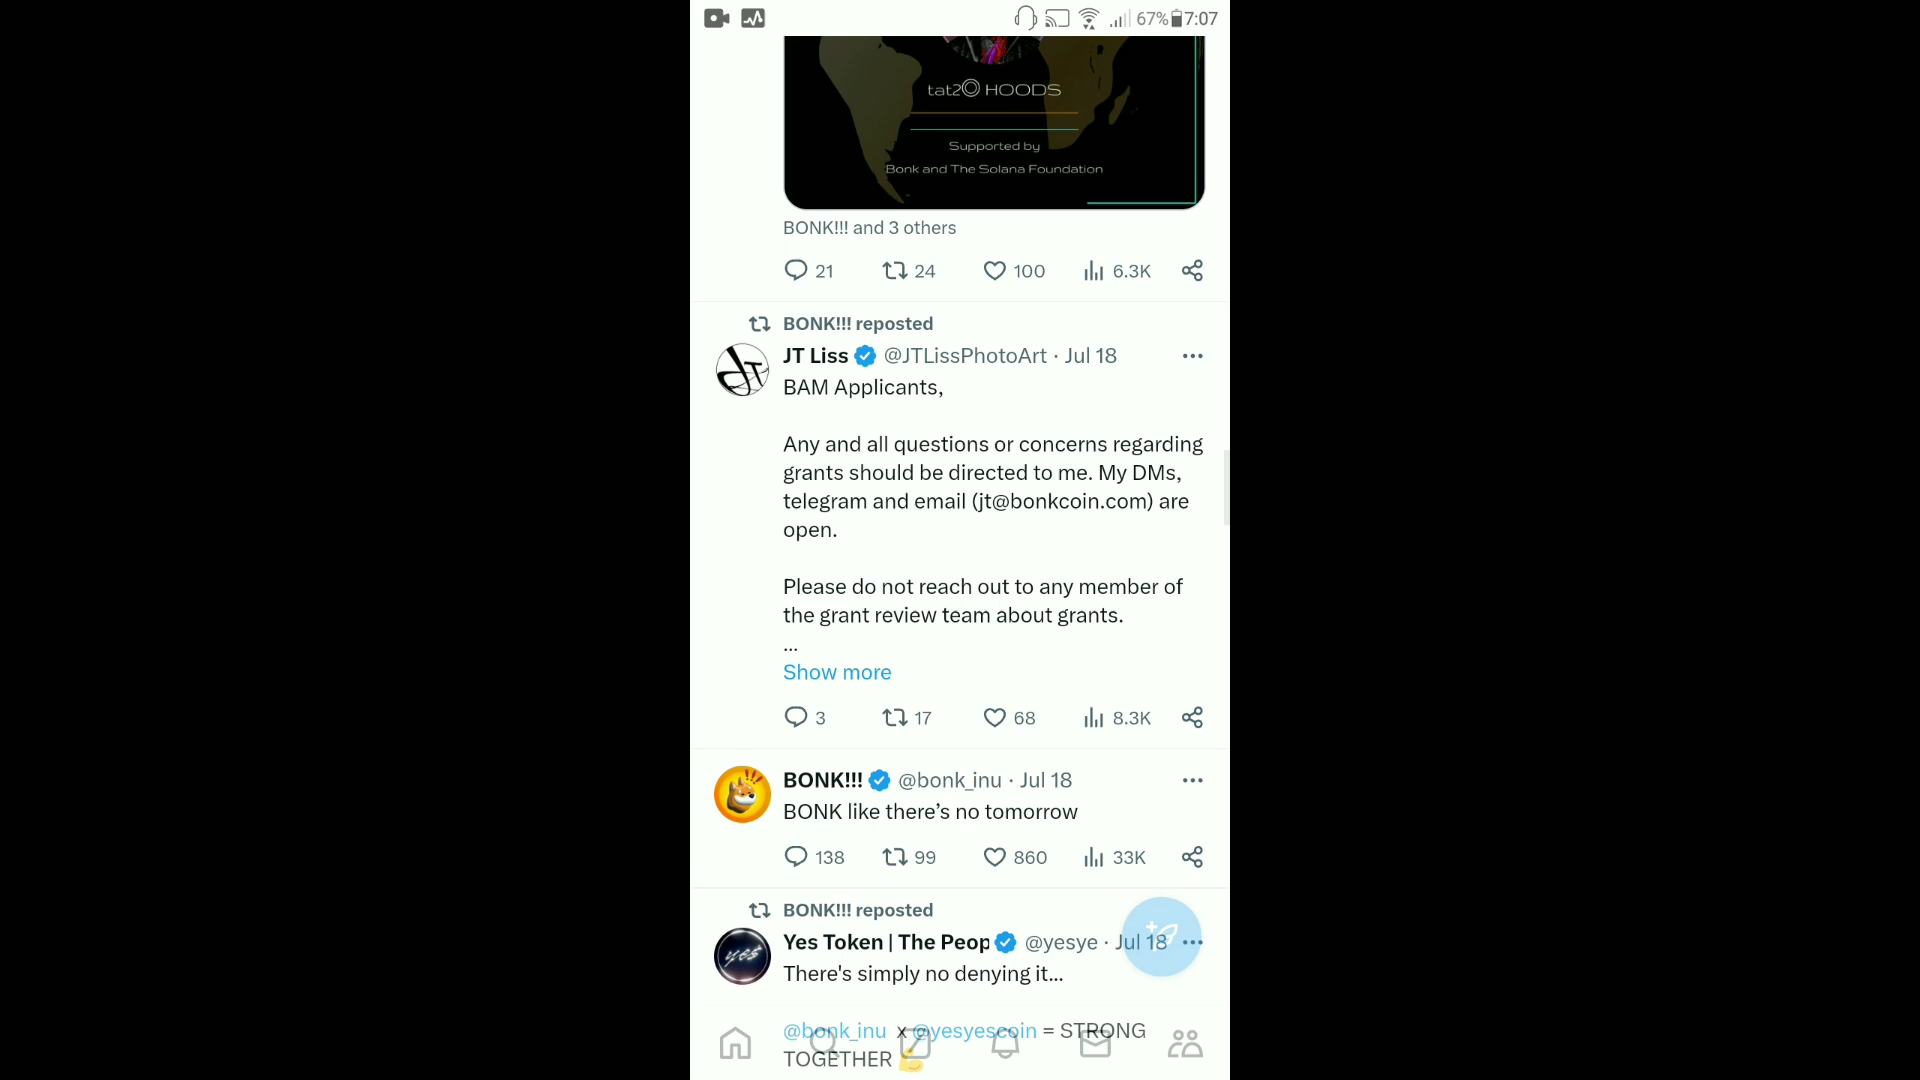 67% 7:07
tat2 HOODS
Supported by
Bonk and The Solana Foundation
BONK!!! and 3 others
21 24 100 6.3K
BONK!!! reposted
JT Liss @JTLissPhotoArt · Jul 18
BAM Applicants,
Any and all questions or concerns regarding
grants should be directed to me. My DMs,
telegram and email (jt@bonkcoin.com) are
open.
Please do not reach out to any member of
the grant review team about grants.
...
Show more
3 17 68 8.3K
BONK!!! @bonk_inu · Jul 18
BONK like there’s no tomorrow
138 99 860 33K
BONK!!! reposted
yes
Yes Token | The Peop @yesye · Jul 18
There's simply no denying it...
@bonk_inu x @yesyescoin = STRONG
TOGETHER